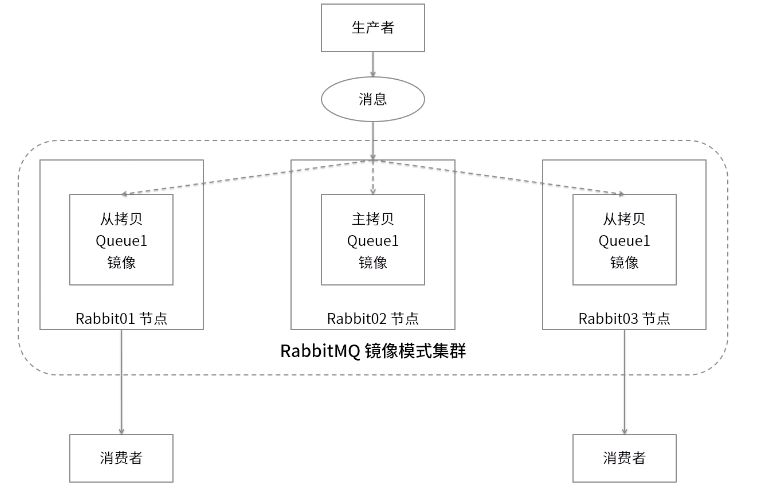 生产者
消息
从拷贝
Queue1
镜像
主拷贝
Queue1
镜像
从拷贝
Queue1
镜像
Rabbit01 节点
Rabbit02 节点
Rabbit03 节点
RabbitMQ 镜像模式集群
消费者
消费者